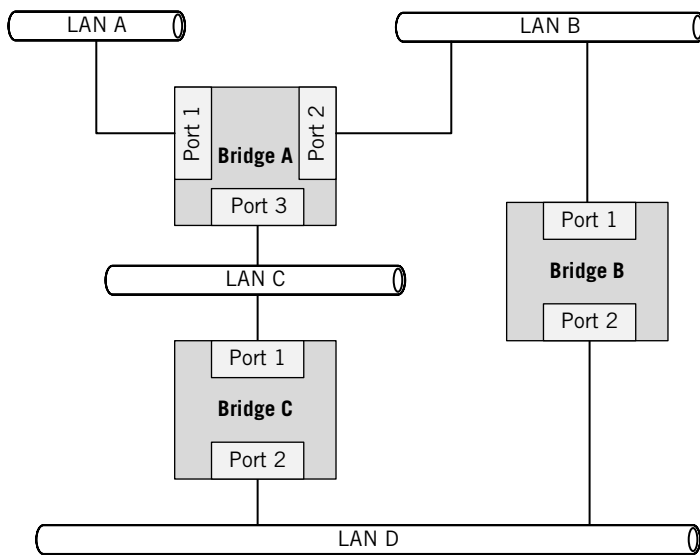 LAN A
LAN B
Port 1
Bridge A
Port 2
Port 3
Port 1
Bridge B
Port 2
LAN C
Port 1
Bridge C
Port 2
LAN D